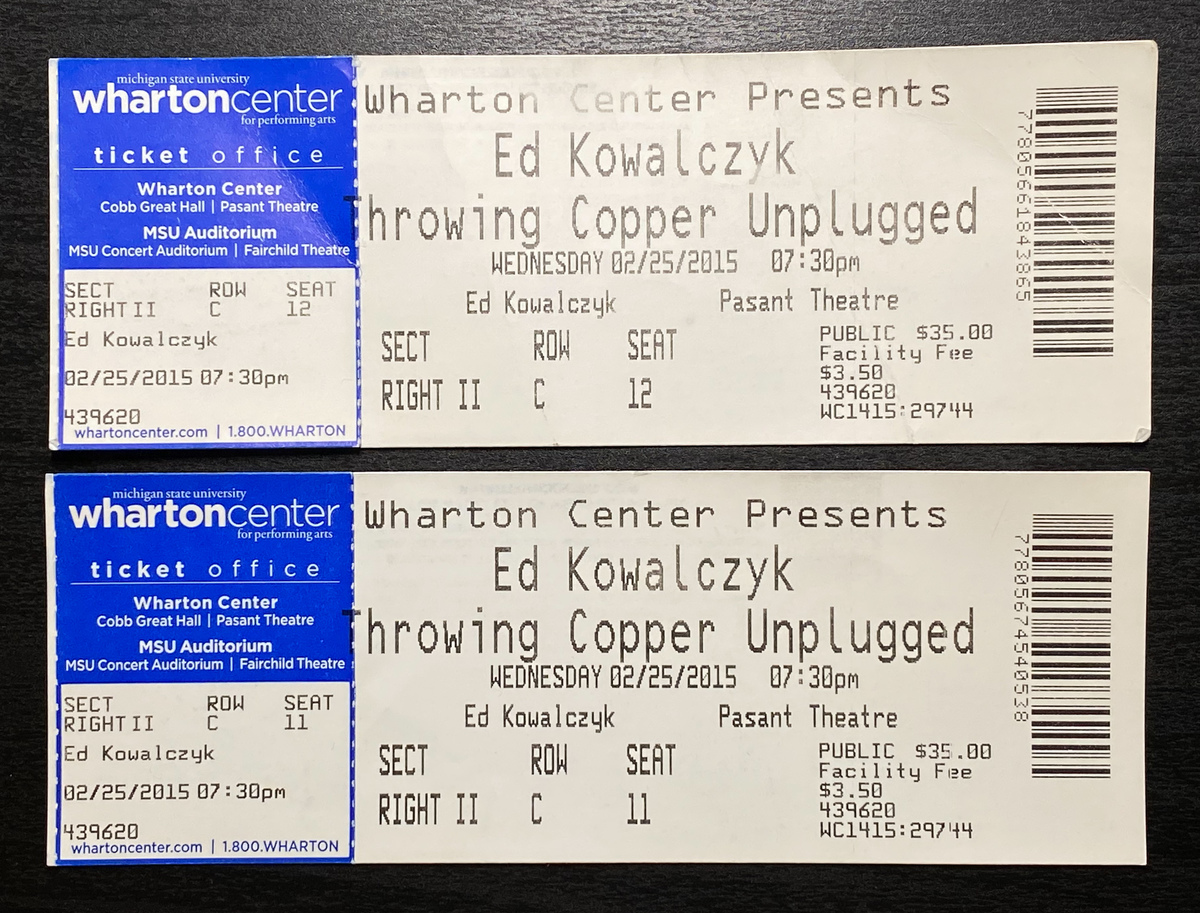 michigan state university
whartoncenter
for performing arts
ticket office
Wharton Center
Cobb Great Hall | Pasant Theatre
MSU Auditorium
MSU Concert Auditorium | Fairchild Theatre
SECT ROW SEAT
RIGHT II C 12
Ed Kowalczyk
02/25/2015 07:30pm
439620
whartoncenter.com | 1.800.WHARTON
Wharton Center Presents
Ed Kowalczyk
Throwing Copper Unplugged
WEDNESDAY 02/25/2015 07:30pm
Ed Kowalczyk Pasant Theatre
SECT ROW SEAT
RIGHT II C 12
PUBLIC $35.00
Facility Fee
$3.50
439620
WC1415:29744
77805661843865
michigan state university
whartoncenter
for performing arts
ticket office
Wharton Center
Cobb Great Hall | Pasant Theatre
MSU Auditorium
MSU Concert Auditorium | Fairchild Theatre
SECT ROW SEAT
RIGHT II C 11
Ed Kowalczyk
02/25/2015 07:30pm
439620
whartoncenter.com | 1.800.WHARTON
Wharton Center Presents
Ed Kowalczyk
Throwing Copper Unplugged
WEDNESDAY 02/25/2015 07:30pm
Ed Kowalczyk Pasant Theatre
SECT ROW SEAT
RIGHT II C 11
PUBLIC $35.00
Facility Fee
$3.50
439620
WC1415:29744
77805674540538